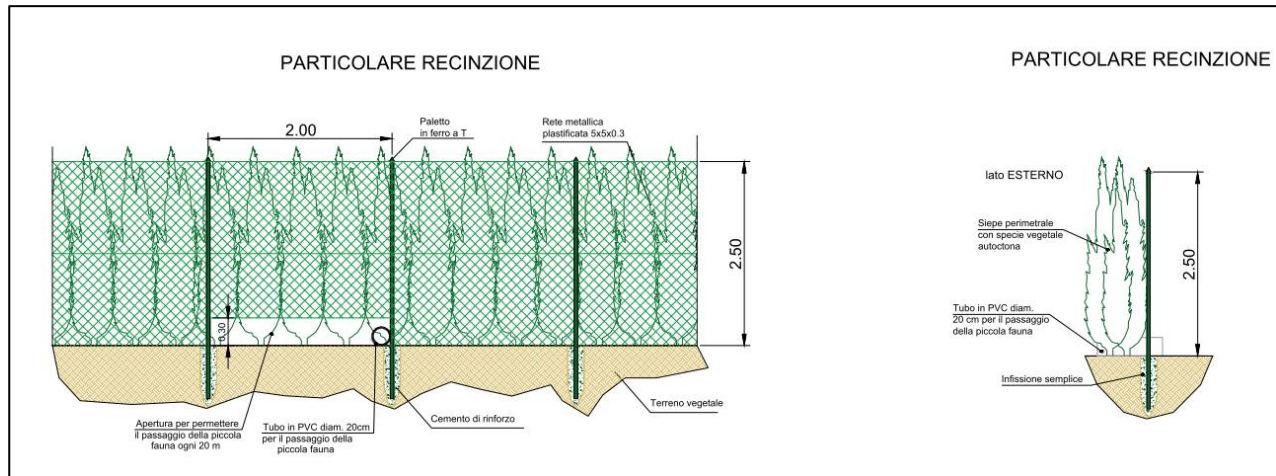 PARTICOLARE RECINZIONE
Paletto
in ferro a T
Rete metallica
plastificata 5x5x0.3
2.00
2.50
0.30
Apertura per permettere
il passaggio della piccola
fauna ogni 20 m
Tubo in PVC diam. 20cm
per il passaggio della
piccola fauna
Cemento di rinforzo
Terreno vegetale
PARTICOLARE RECINZIONE
lato ESTERNO
Siepe perimetrale
con specie vegetale
autoctona
2.50
Tubo in PVC diam.
20 cm per il passaggio
della piccola fauna
Infissione semplice